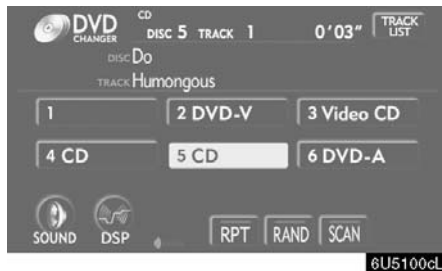 DVD CHANGER CD DISC 5 TRACK 1 0'03" TRACK LIST
DISC Do
TRACK Humongous
1 2 DVD-V 3 Video CD
4 CD 5 CD 6 DVD-A
SOUND DSP RPT RAND SCAN
6U5100cL